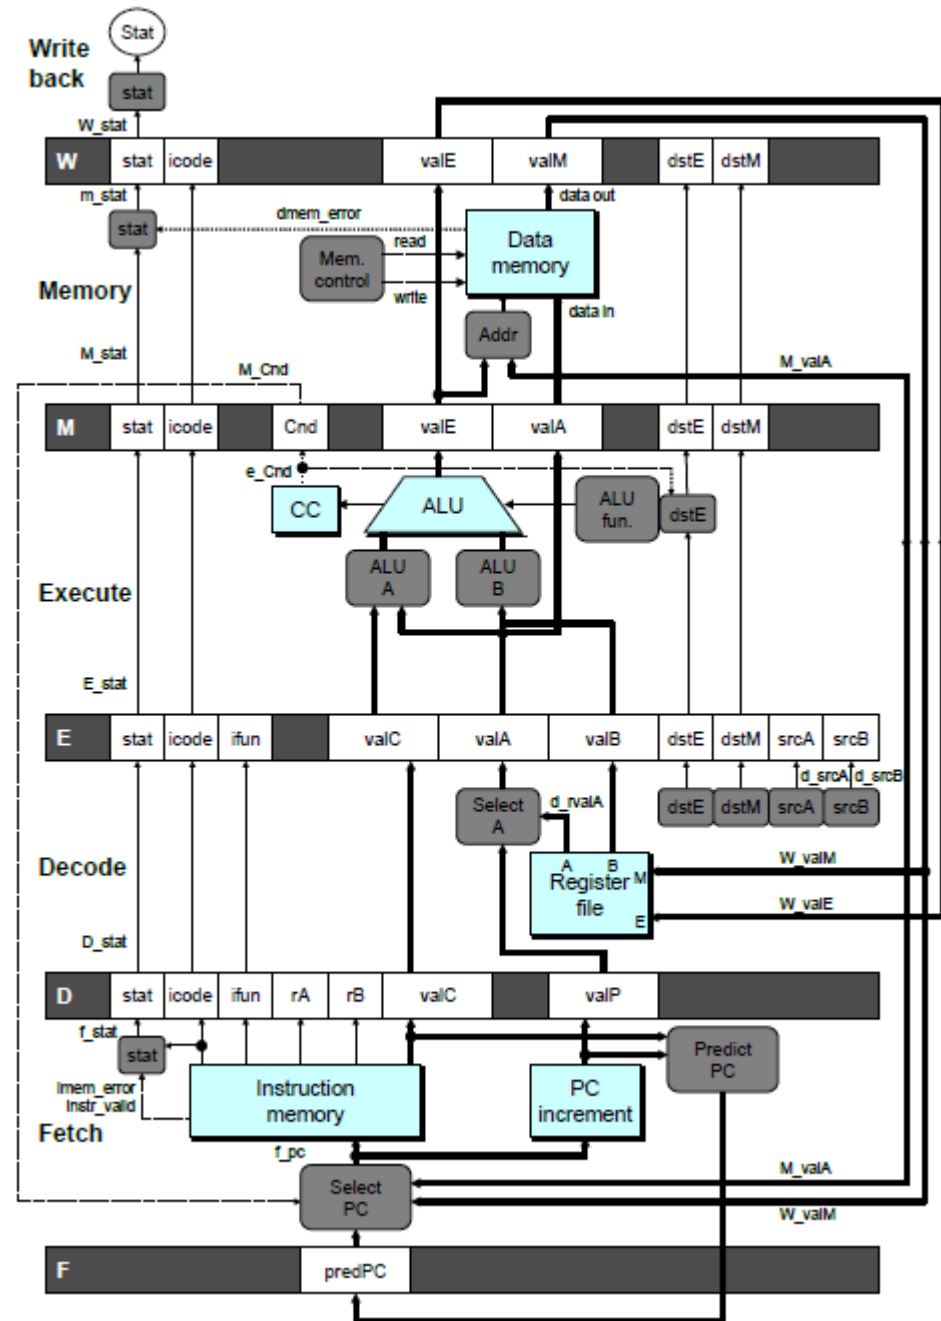 Stat
Write
back
stat
W_stat
W stat icode valE valM dstE dstM
m_stat
data out
dmem_error
stat
read
Data
memory
Mem.
control
write
Memory
data in
Addr
M_stat
M_Cnd
M_valA
M stat icode Cnd valE valA dstE dstM
e_Cnd
CC
ALU
ALU
fun.
dstE
ALU
A
ALU
B
Execute
E_stat
E stat icode ifun valC valA valB dstE dstM srcA srcB
d_srcA d_srcB
Select
A
d_rvalA
dstE dstM srcA srcB
Decode
A B
W_valM
Register
file
M
E
W_valE
D_stat
D stat icode ifun rA rB valC valP
f_stat
stat
Predict
PC
Imem_error
Instr_valid
Instruction
memory
PC
increment
Fetch
f_pc
M_valA
Select
PC
W_valM
F predPC